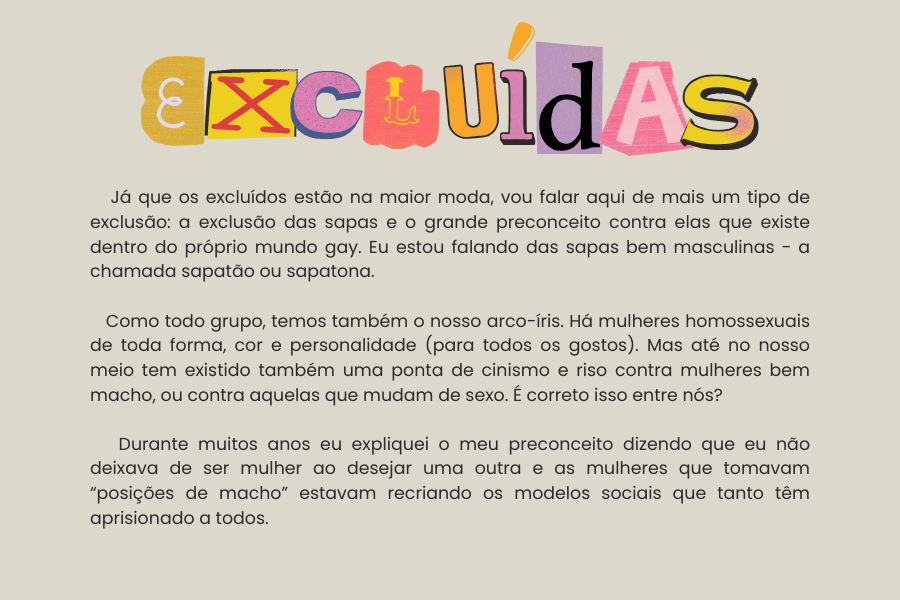 EXCLUídAS
Já que os excluídos estão na maior moda, vou falar aqui de mais um tipo de
exclusão: a exclusão das sapas e o grande preconceito contra elas que existe
dentro do próprio mundo gay. Eu estou falando das sapas bem masculinas - a
chamada sapatão ou sapatona.
Como todo grupo, temos também o nosso arco-íris. Há mulheres homossexuais
de toda forma, cor e personalidade (para todos os gostos). Mas até no nosso
meio tem existido também uma ponta de cinismo e riso contra mulheres bem
macho, ou contra aquelas que mudam de sexo. É correto isso entre nós?
Durante muitos anos eu expliquei o meu preconceito dizendo que eu não
deixava de ser mulher ao desejar uma outra e as mulheres que tomavam
“posições de macho” estavam recriando os modelos sociais que tanto têm
aprisionado a todos.